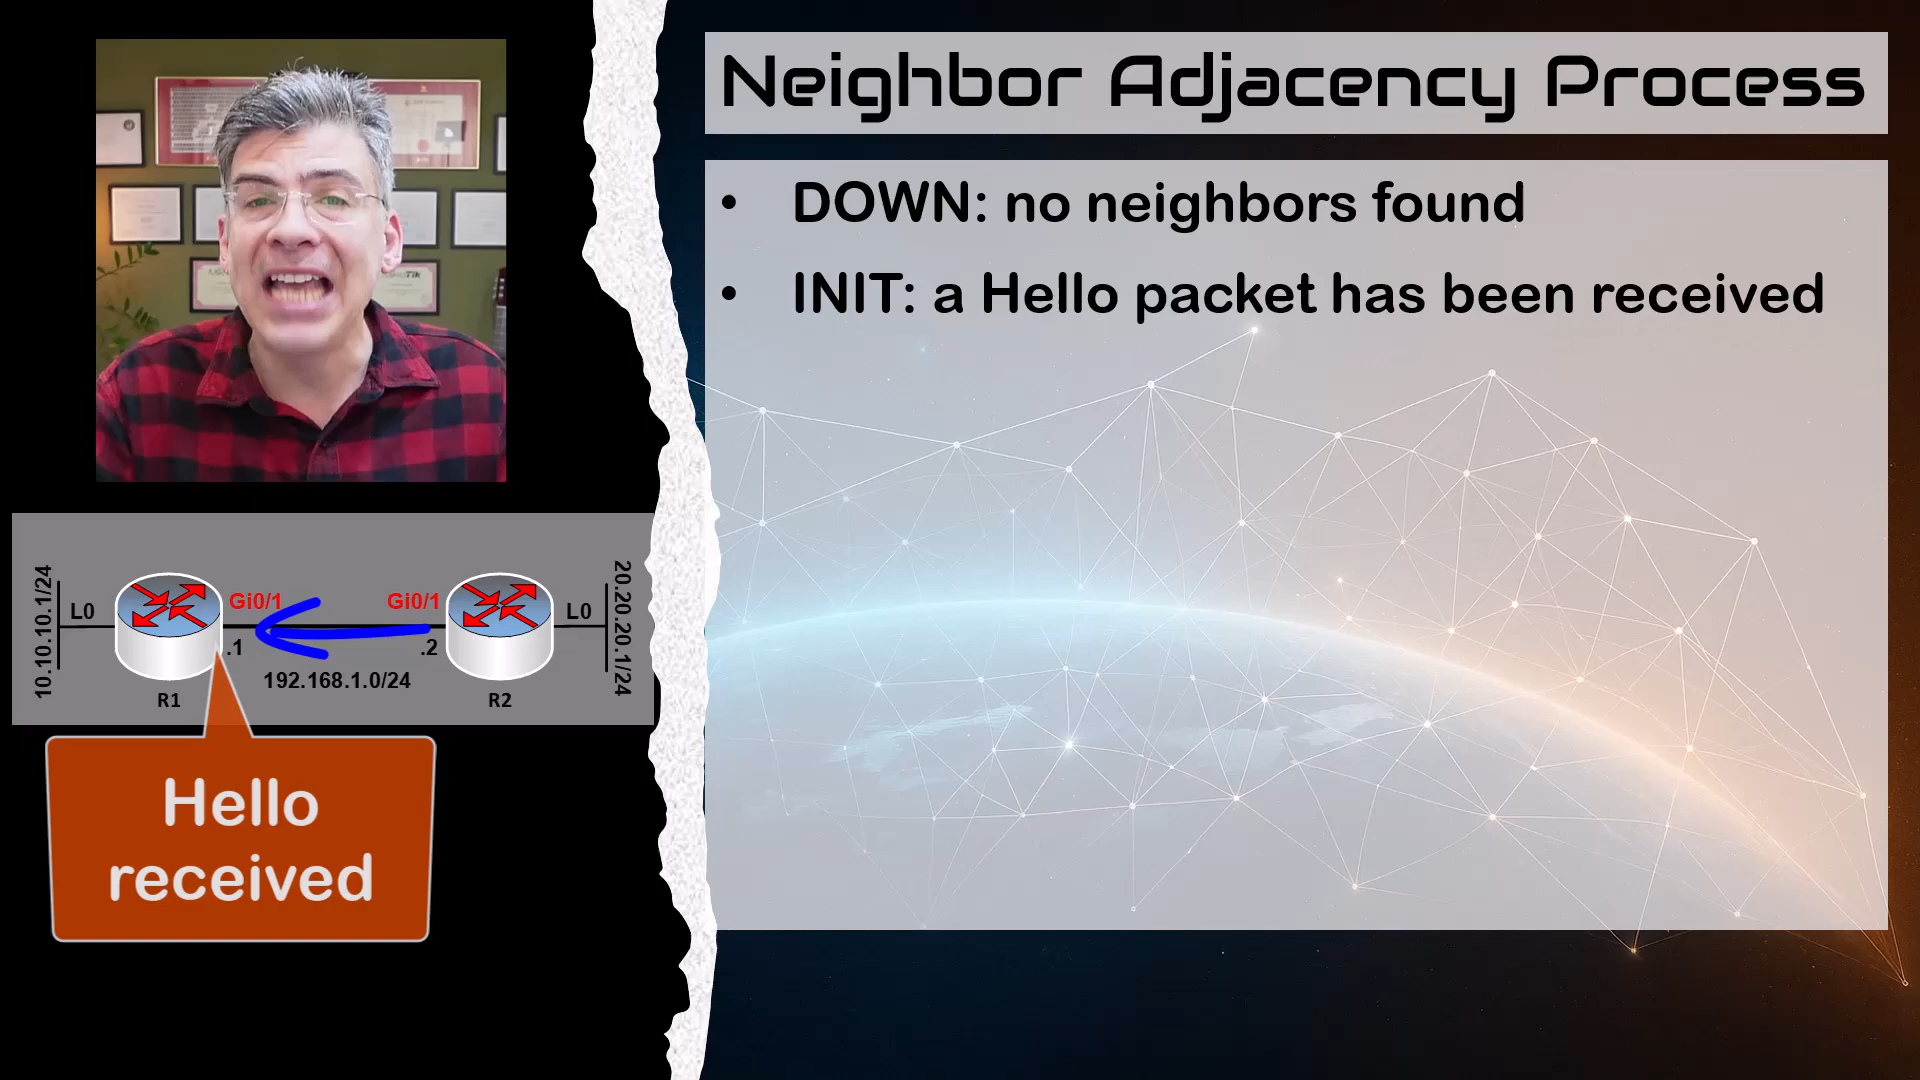 Neighbor Adjacency Process
• DOWN: no neighbors found
• INIT: a Hello packet has been received
10.10.10.1/24
L0
Gi0/1
.1
R1
192.168.1.0/24
Gi0/1
.2
R2
L0
20.20.20.1/24
Hello
received